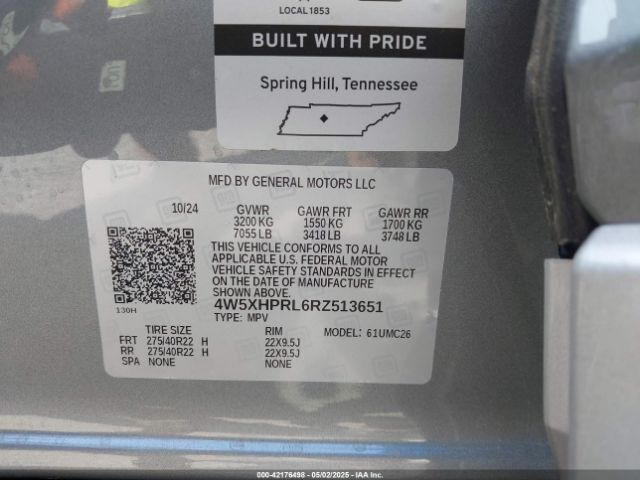 LOCAL 1853
BUILT WITH PRIDE
Spring Hill, Tennessee
MFD BY GENERAL MOTORS LLC
10/24 GVWR GAWR FRT GAWR RR
3200 KG 1550 KG 1700 KG
7055 LB 3418 LB 3748 LB
THIS VEHICLE CONFORMS TO ALL
APPLICABLE U.S. FEDERAL MOTOR
VEHICLE SAFETY STANDARDS IN EFFECT
ON THE DATE OF MANUFACTURE
SHOWN ABOVE.
4W5XHPRL6RZ513651
130H
TYPE: MPV
TIRE SIZE RIM MODEL: 61UMC26
FRT 275/40R22 H 22X9.5J
RR 275/40R22 H 22X9.5J
SPA NONE NONE
000-42176498 - 05/02/2025 - IAAI.COM